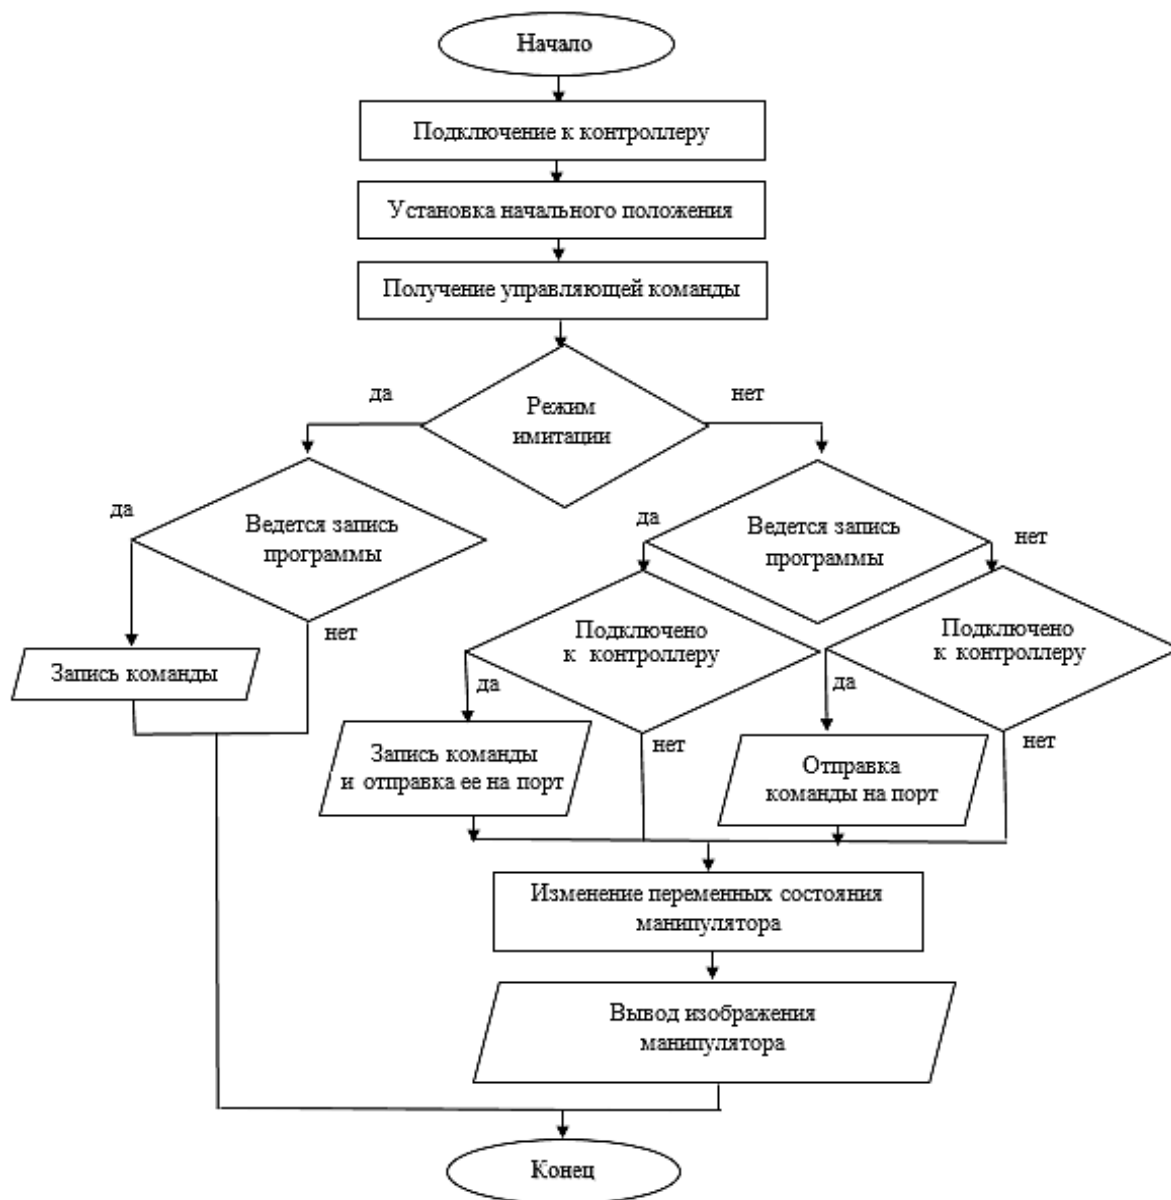 Начало
Подключение к контроллеру
Установка начального положения
Получение управляющей команды
да
нет
Режим
имитации
да
Ведется запись
программы
да
Ведется запись
программы
нет
нет
Подключено
к контроллеру
Подключено
к контроллеру
Запись команды
да
да
Запись команды
и отправка ее на порт
нет
Отправка
команды на порт
нет
Изменение переменных состояния
манипулятора
Вывод изображения
манипулятора
Конец